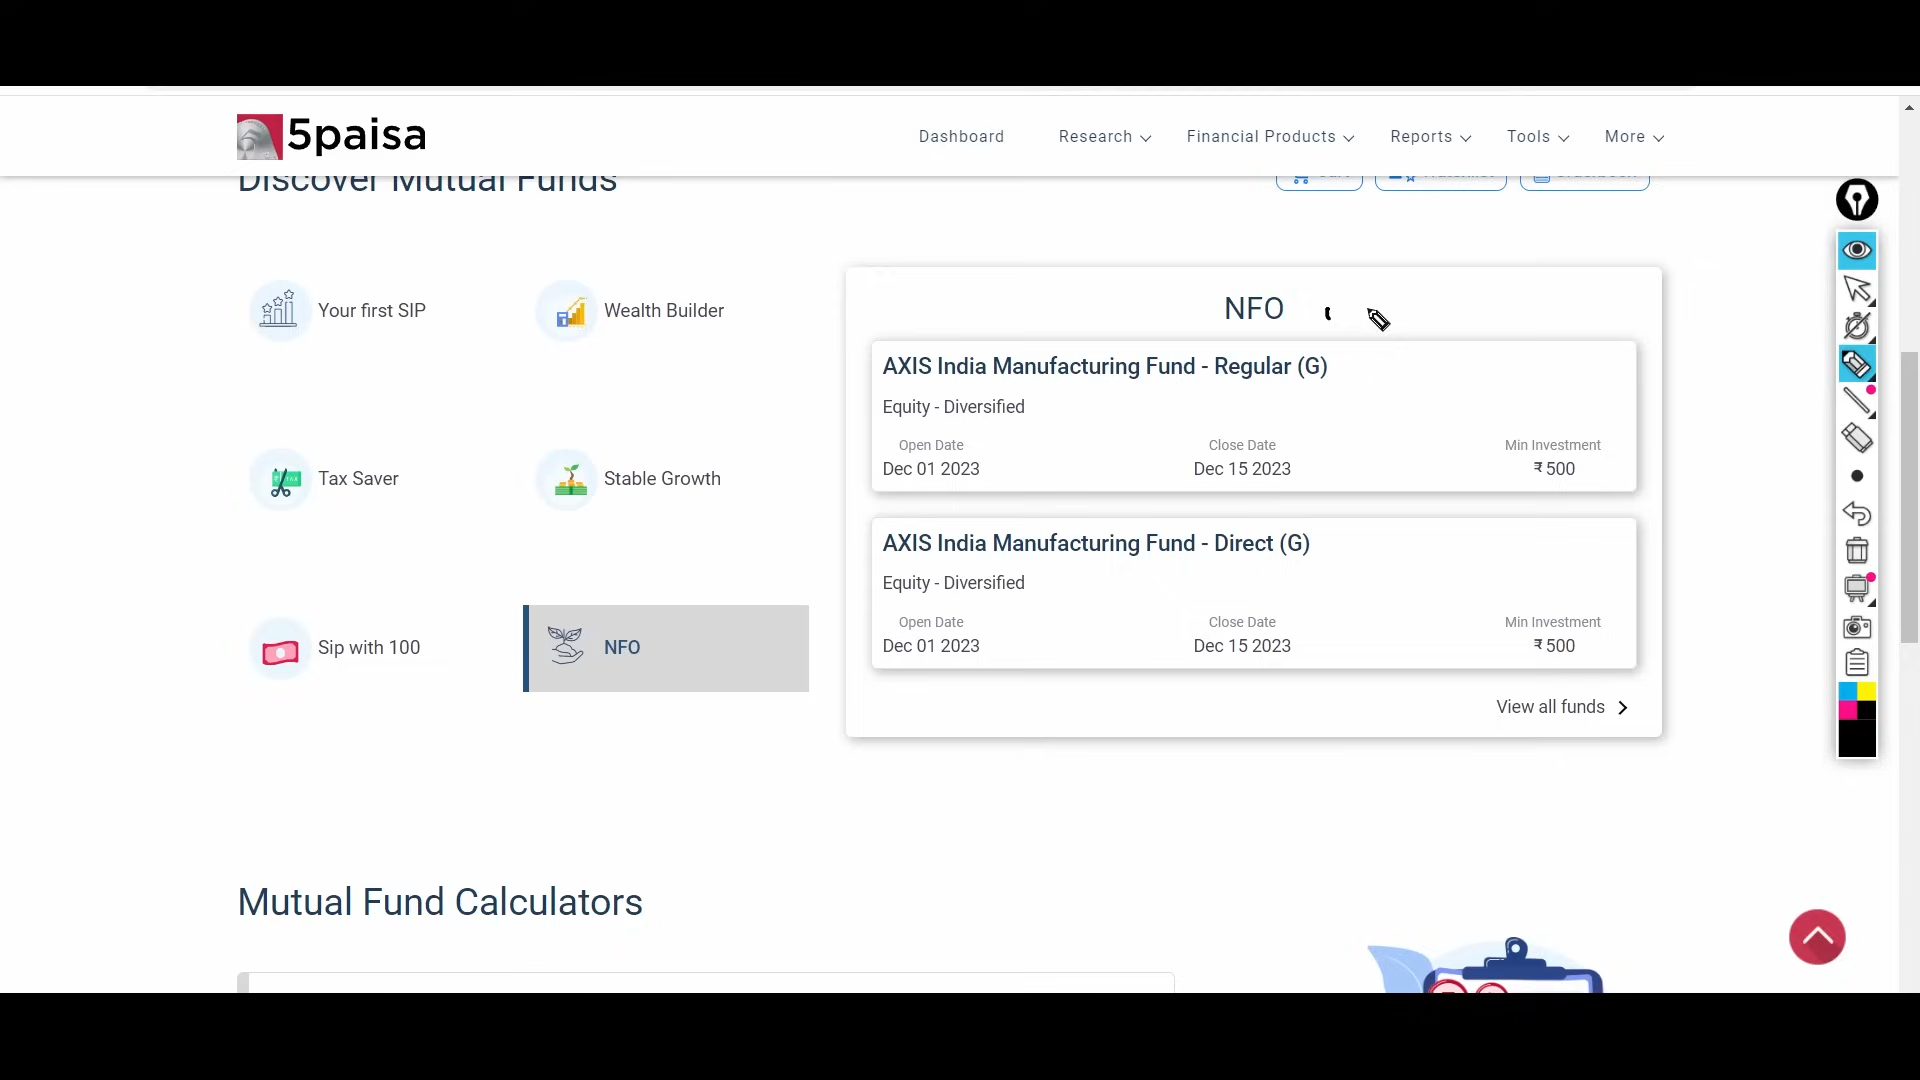 5paisa
Dashboard Research Financial Products Reports Tools More
Discover Mutual Funds
Your first SIP
Wealth Builder
Tax Saver
Stable Growth
Sip with 100
NFO
NFO
AXIS India Manufacturing Fund - Regular (G)
Equity - Diversified
Open Date Close Date Min Investment
Dec 01 2023 Dec 15 2023 ₹ 500
AXIS India Manufacturing Fund - Direct (G)
Equity - Diversified
Open Date Close Date Min Investment
Dec 01 2023 Dec 15 2023 ₹ 500
View all funds
Mutual Fund Calculators